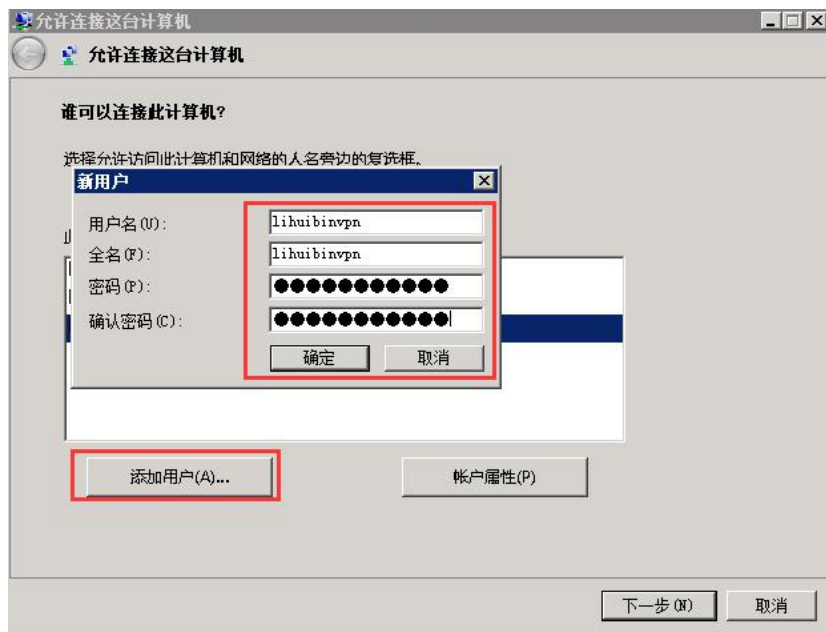 允许连接这台计算机
允许连接这台计算机
谁可以连接此计算机?
选择允许访问此计算机和网络的人名旁边的复选框。
新用户
用户名(U): lihuibinvpn
全名(F): lihuibinvpn
密码(P): ●●●●●●●●●●●
确认密码(C): ●●●●●●●●●●●
确定 取消
添加用户(A)... 帐户属性(P)
下一步(N) 取消